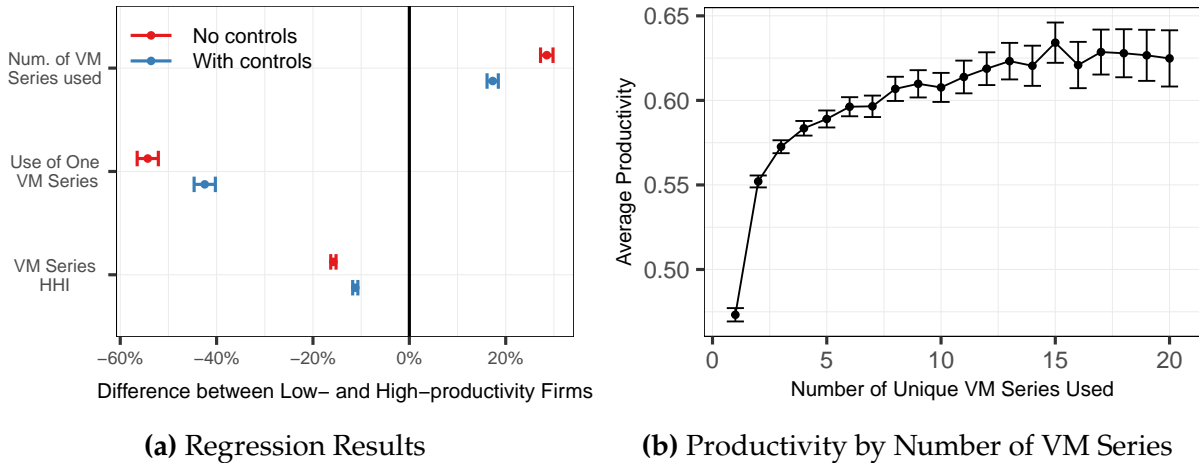 No controls
With controls
Num. of VM
Series used
Use of One
VM Series
VM Series
HHI
−60%
−40%
−20%
0%
20%
Difference between Low− and High−productivity Firms
(a) Regression Results
0.65
0.60
0.55
0.50
Average Productivity
0
5
10
15
20
Number of Unique VM Series Used
(b) Productivity by Number of VM Series